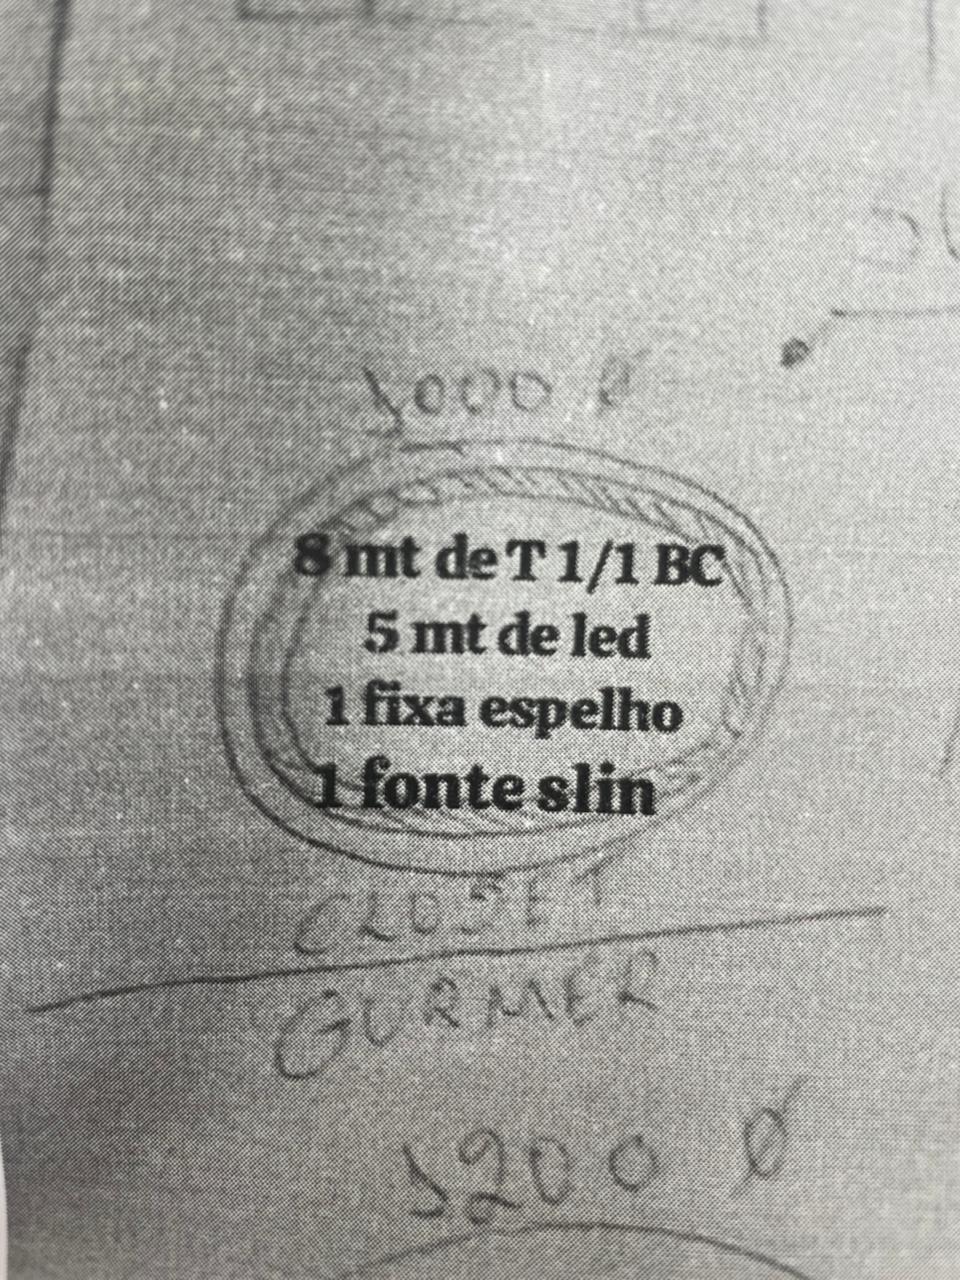 1000 Ø
8 mt de T 1/1 BC
5 mt de led
1 fixa espelho
1 fonte slin
CLOSET
GURMER
1200 Ø